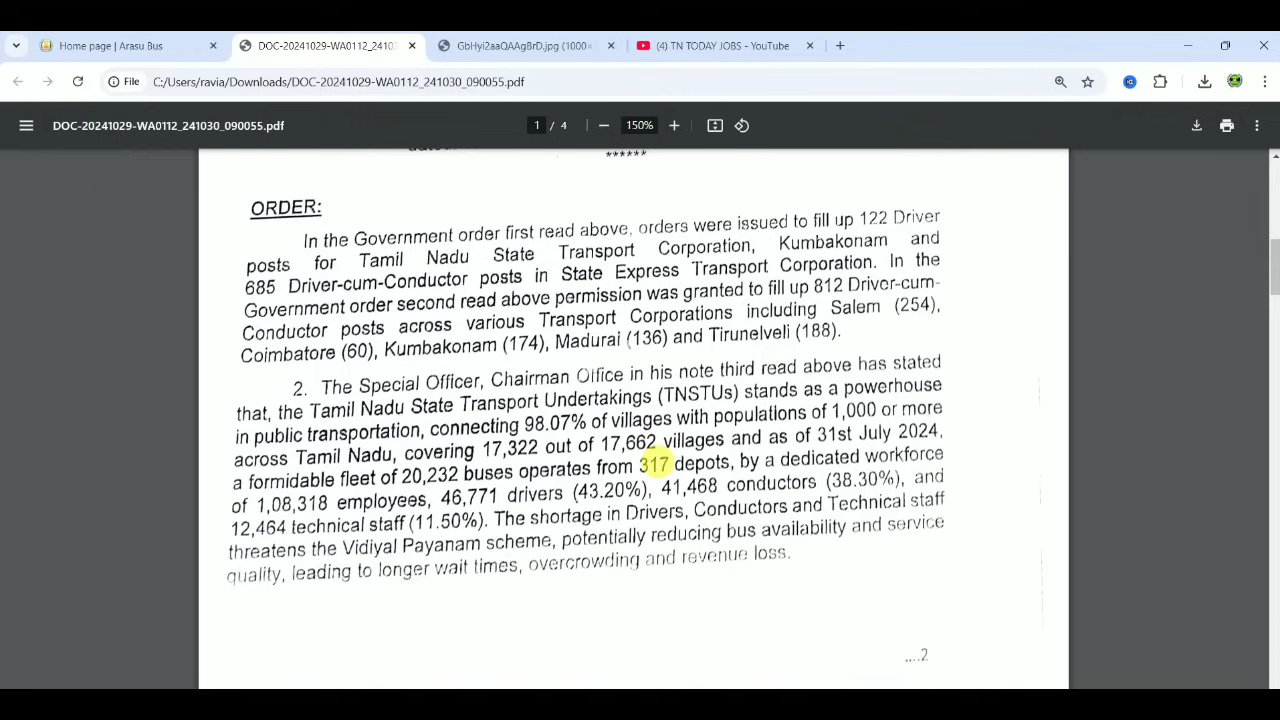 Home page | Arasu Bus
DOC-20241029-WA0112_2410
GbHyi2aaQAAgBrD.jpg (1000×
(4) TN TODAY JOBS - YouTube
File
C:/Users/ravia/Downloads/DOC-20241029-WA0112_241030_090055.pdf
DOC-20241029-WA0112_241030_090055.pdf
1 / 4
150%
******
ORDER:
In the Government order first read above, orders were issued to fill up 122 Driver
posts for Tamil Nadu State Transport Corporation, Kumbakonam and
685 Driver-cum-Conductor posts in State Express Transport Corporation. In the
Government order second read above permission was granted to fill up 812 Driver-cum-
Conductor posts across various Transport Corporations including Salem (254),
Coimbatore (60), Kumbakonam (174), Madurai (136) and Tirunelveli (188).
2. The Special Officer, Chairman Office in his note third read above has stated
that, the Tamil Nadu State Transport Undertakings (TNSTUs) stands as a powerhouse
in public transportation, connecting 98.07% of villages with populations of 1,000 or more
across Tamil Nadu, covering 17,322 out of 17,662 villages and as of 31st July 2024,
a formidable fleet of 20,232 buses operates from 317 depots, by a dedicated workforce
of 1,08,318 employees, 46,771 drivers (43.20%), 41,468 conductors (38.30%), and
12,464 technical staff (11.50%). The shortage in Drivers, Conductors and Technical staff
threatens the Vidiyal Payanam scheme, potentially reducing bus availability and service
quality, leading to longer wait times, overcrowding and revenue loss.
....2